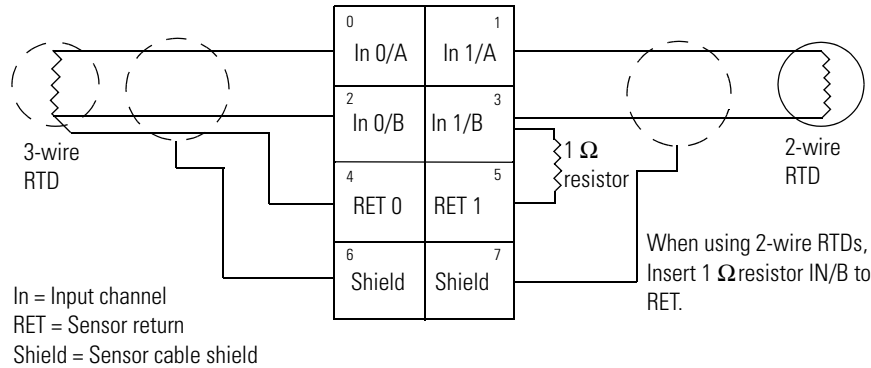 0
In 0/A
1
In 1/A
2
In 0/B
3
In 1/B
4
RET 0
5
RET 1
6
Shield
7
Shield
3-wire
RTD
1 Ω
resistor
2-wire
RTD
When using 2-wire RTDs,
Insert 1 Ω resistor IN/B to
RET.
In = Input channel
RET = Sensor return
Shield = Sensor cable shield